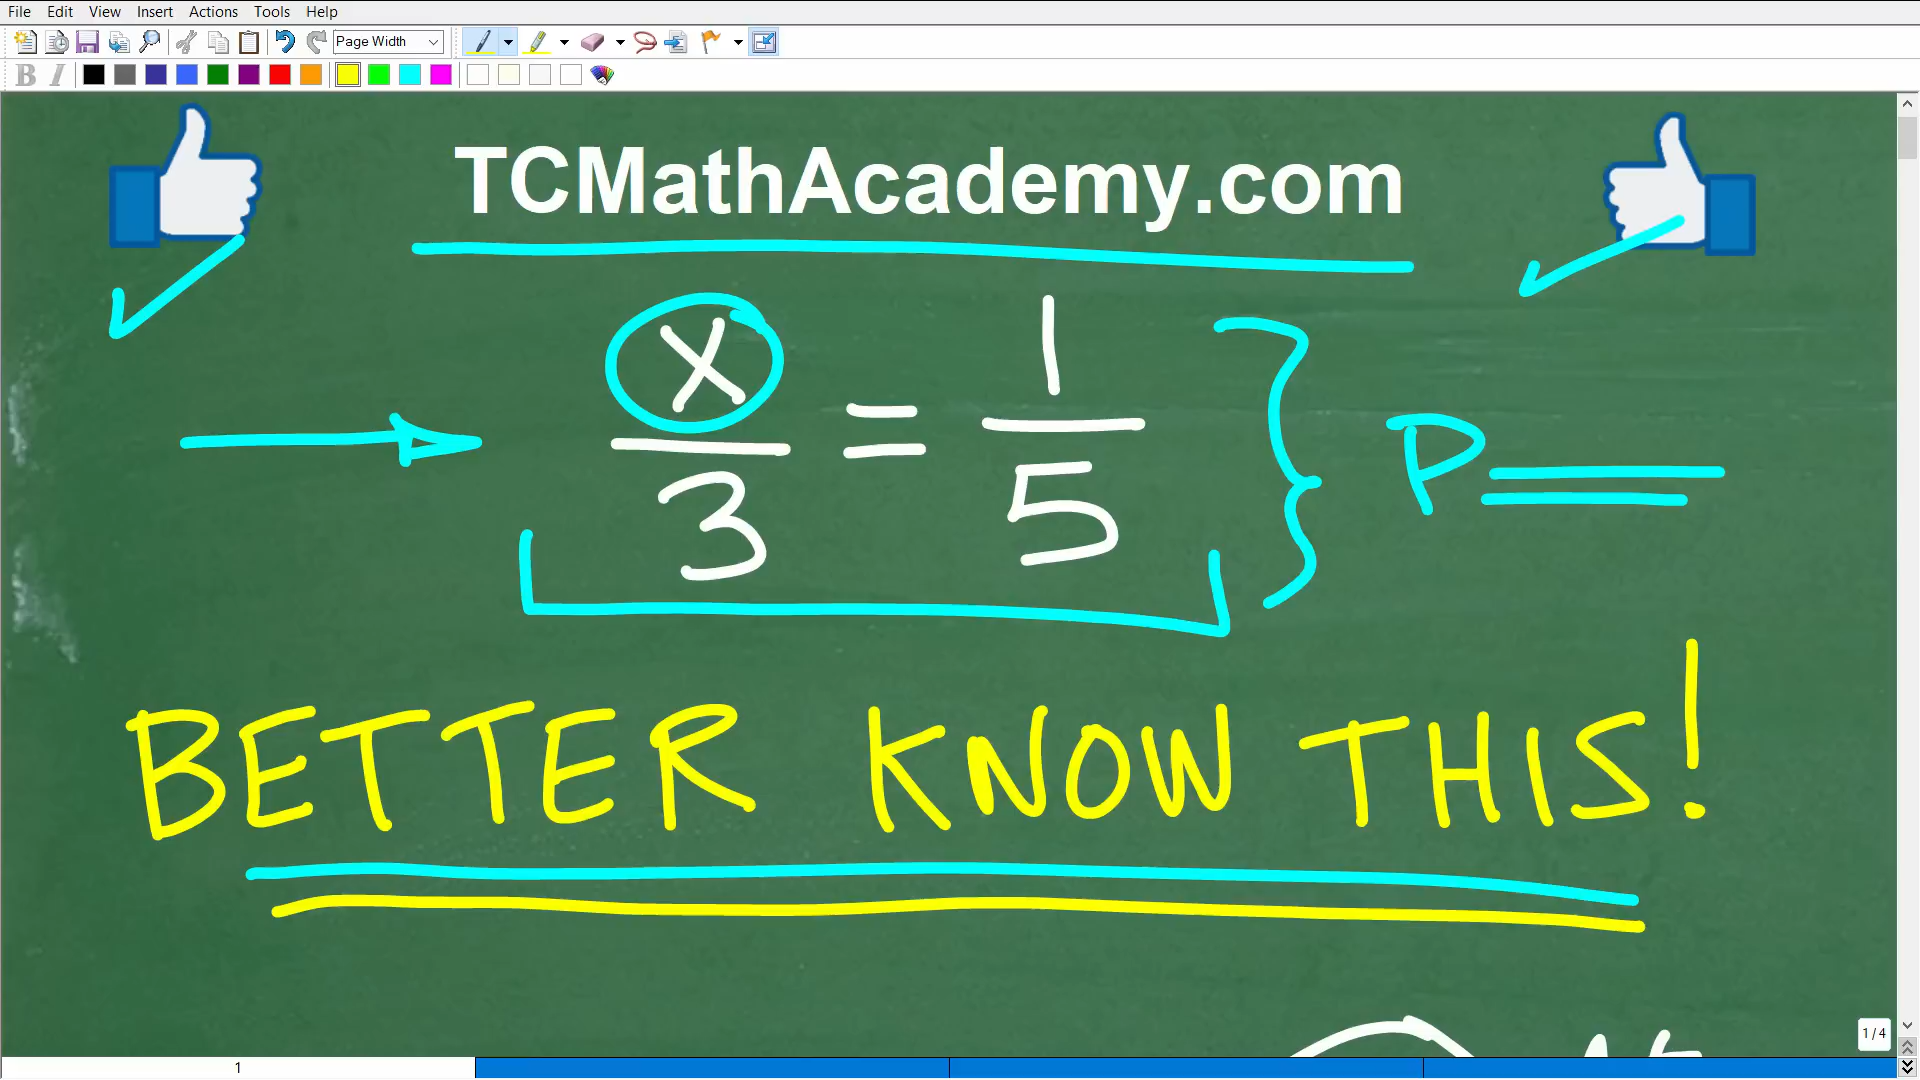 File Edit View Insert Actions Tools Help
Page Width
B I
TCMathAcademy.com
x/3 = 1/5
P
BETTER KNOW THIS!
1 / 4
1